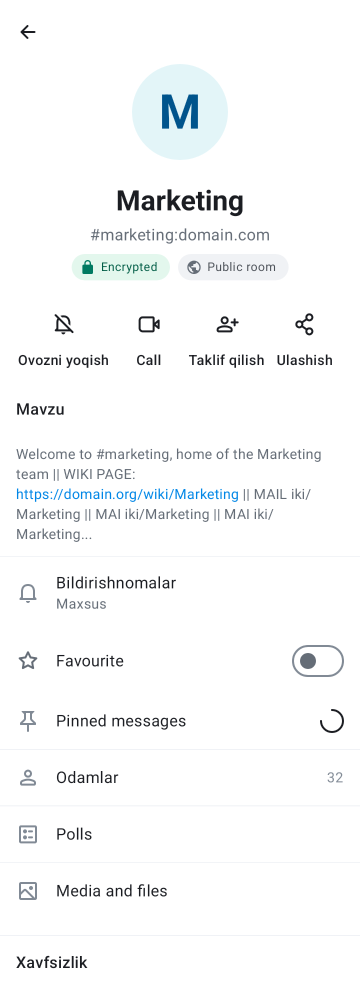 M
Marketing
#marketing:domain.com
Encrypted
Public room
Ovozni yoqish
Call
Taklif qilish
Ulashish
Mavzu
Welcome to #marketing, home of the Marketing
team || WIKI PAGE:
https://domain.org/wiki/Marketing || MAIL iki/
Marketing || MAI iki/Marketing || MAI iki/
Marketing...
Bildirishnomalar
Maxsus
Favourite
Pinned messages
Odamlar
32
Polls
Media and files
Xavfsizlik